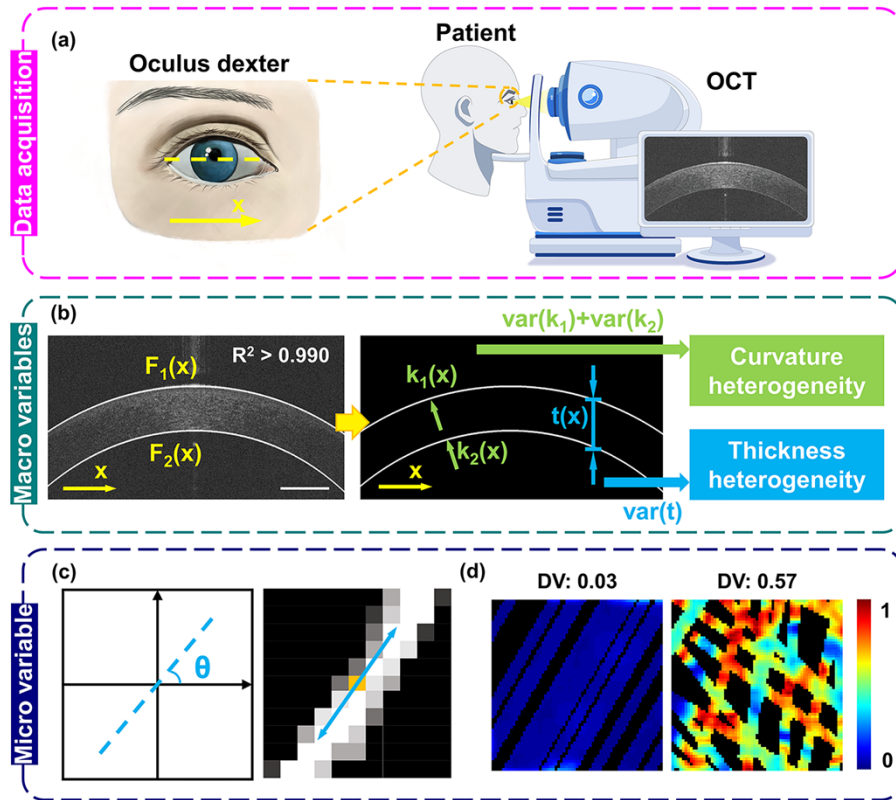 Data acquisition
(a)
Oculus dexter
x
Patient
OCT
Macro variables
(b)
F₁(x)
R² > 0.990
F₂(x)
x
k₁(x)
k₂(x)
t(x)
x
var(k₁)+var(k₂)
Curvature
heterogeneity
Thickness
heterogeneity
var(t)
Micro variable
(c)
θ
(d)
DV: 0.03
DV: 0.57
1
0